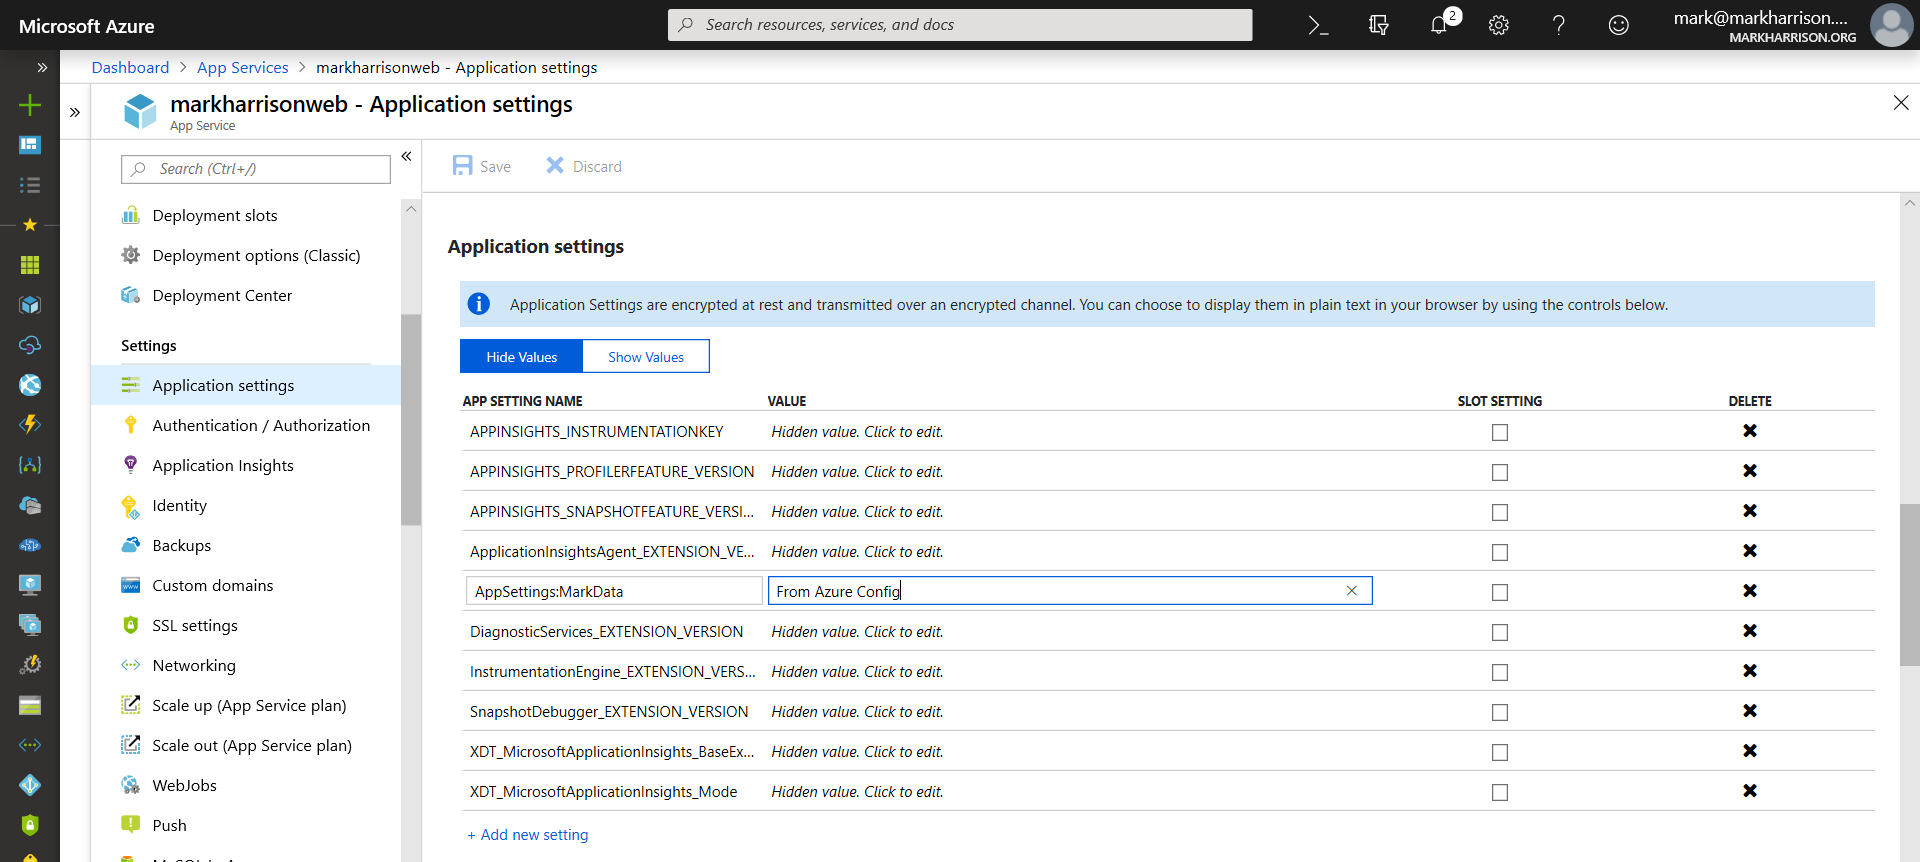 Microsoft Azure
Search resources, services, and docs
2
mark@markharrison....
MARKHARRISON.ORG
Dashboard > App Services > markharrisonweb - Application settings
markharrisonweb - Application settings
App Service
Search (Ctrl+/)
Deployment slots
Deployment options (Classic)
Deployment Center
Settings
Application settings
Authentication / Authorization
Application Insights
Identity
Backups
Custom domains
SSL settings
Networking
Scale up (App Service plan)
Scale out (App Service plan)
WebJobs
Push
Save
Discard
Application settings
Application Settings are encrypted at rest and transmitted over an encrypted channel. You can choose to display them in plain text in your browser by using the controls below.
Hide Values
Show Values
APP SETTING NAME VALUE SLOT SETTING DELETE
APPINSIGHTS_INSTRUMENTATIONKEY Hidden value. Click to edit.
APPINSIGHTS_PROFILERFEATURE_VERSION Hidden value. Click to edit.
APPINSIGHTS_SNAPSHOTFEATURE_VERSI... Hidden value. Click to edit.
ApplicationInsightsAgent_EXTENSION_VE... Hidden value. Click to edit.
AppSettings:MarkData From Azure Config
DiagnosticServices_EXTENSION_VERSION Hidden value. Click to edit.
InstrumentationEngine_EXTENSION_VERS... Hidden value. Click to edit.
SnapshotDebugger_EXTENSION_VERSION Hidden value. Click to edit.
XDT_MicrosoftApplicationInsights_BaseEx... Hidden value. Click to edit.
XDT_MicrosoftApplicationInsights_Mode Hidden value. Click to edit.
+ Add new setting